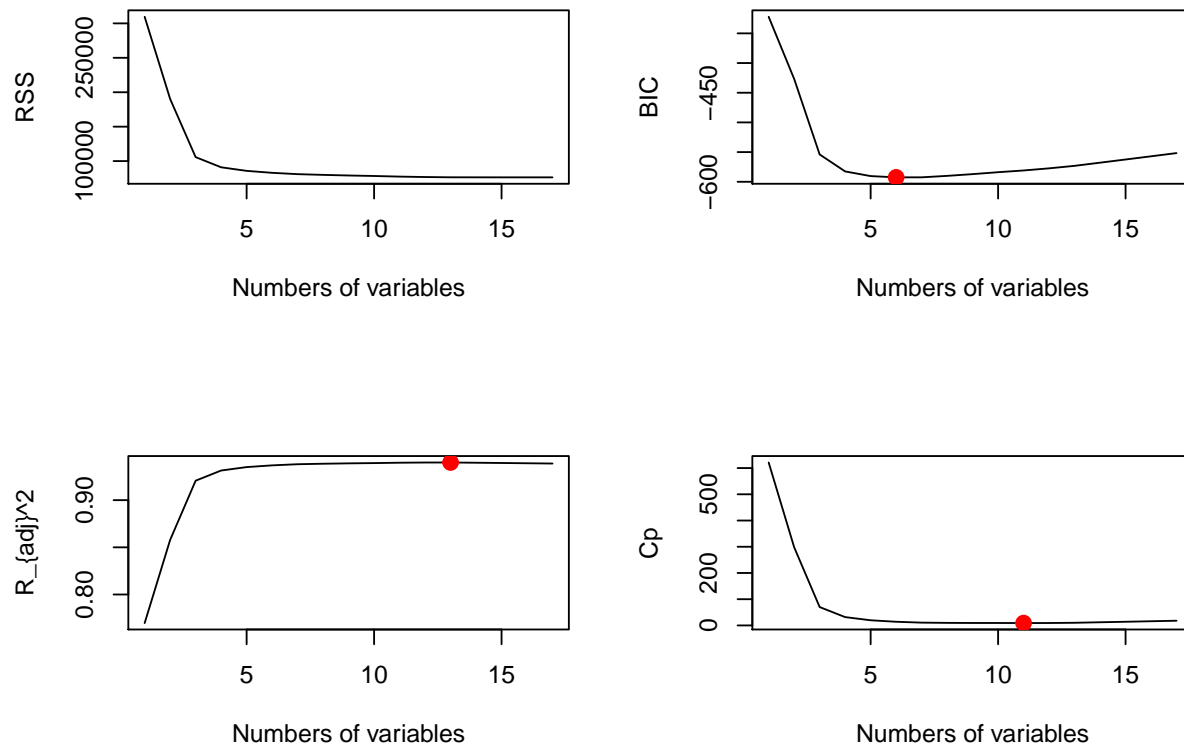 RSS
100000
250000
5
10
15
Numbers of variables
BIC
−600
−450
5
10
15
Numbers of variables
R_{adj}^2
0.80
0.90
5
10
15
Numbers of variables
Cp
0
200
500
5
10
15
Numbers of variables